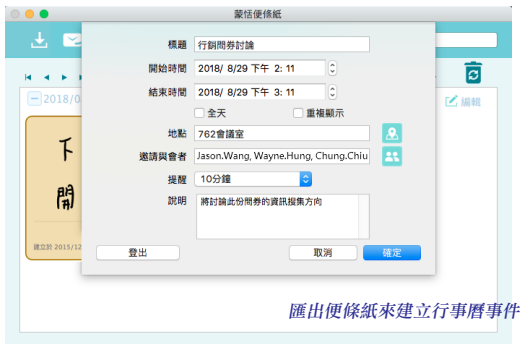 蒙恬便條紙
標題 行銷問券討論
開始時間 2018/ 8/29 下午 2: 11
結束時間 2018/ 8/29 下午 3: 11
全天 重複顯示
地點 762會議室
邀請與會者 Jason.Wang, Wayne.Hung, Chung.Chiu
提醒 10分鐘
說明 將討論此份問券的資訊蒐集方向
登出 取消 確定
2018/0
編輯
下
開
建立於 2015/12
匯出便條紙來建立行事曆事件